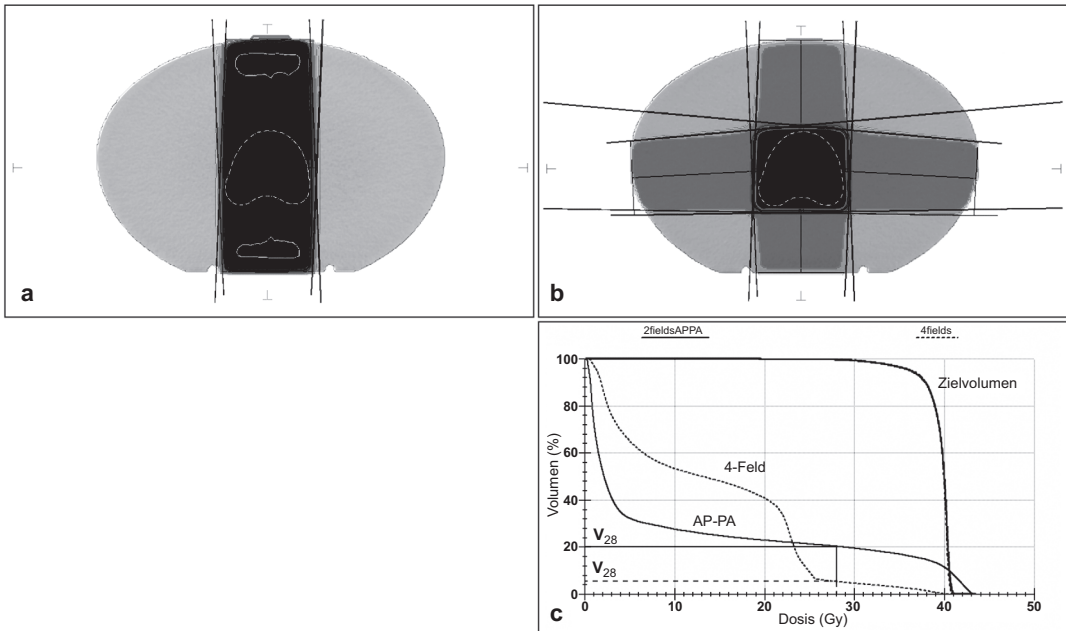 a
b
2fieldsAPPA 4fields
100
80
60
40
20
0
Volumen (%)
Zielvolumen
4-Feld
AP-PA
V28
V28
0 10 20 30 40 50
Dosis (Gy)
c